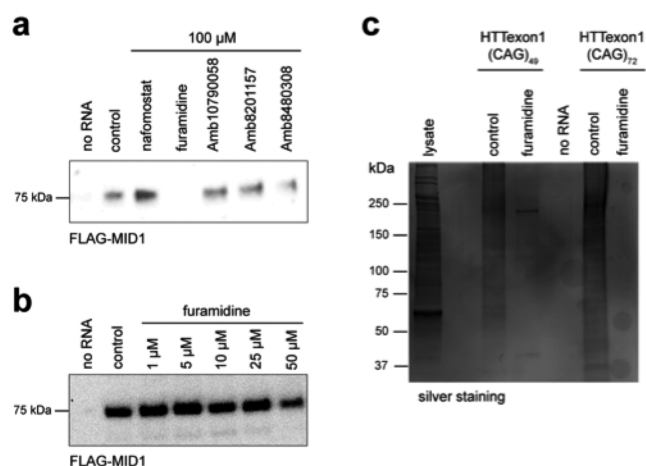 a
100 µM
no RNA
control
nafomostat
furamidine
Amb10790058
Amb8201157
Amb8480308
75 kDa
FLAG-MID1
b
furamidine
no RNA
control
1 µM
5 µM
10 µM
25 µM
50 µM
75 kDa
FLAG-MID1
c
HTTexon1 HTTexon1
(CAG)49 (CAG)72
lysate
control
furamidine
no RNA
control
furamidine
kDa
250
150
100
75
50
37
silver staining